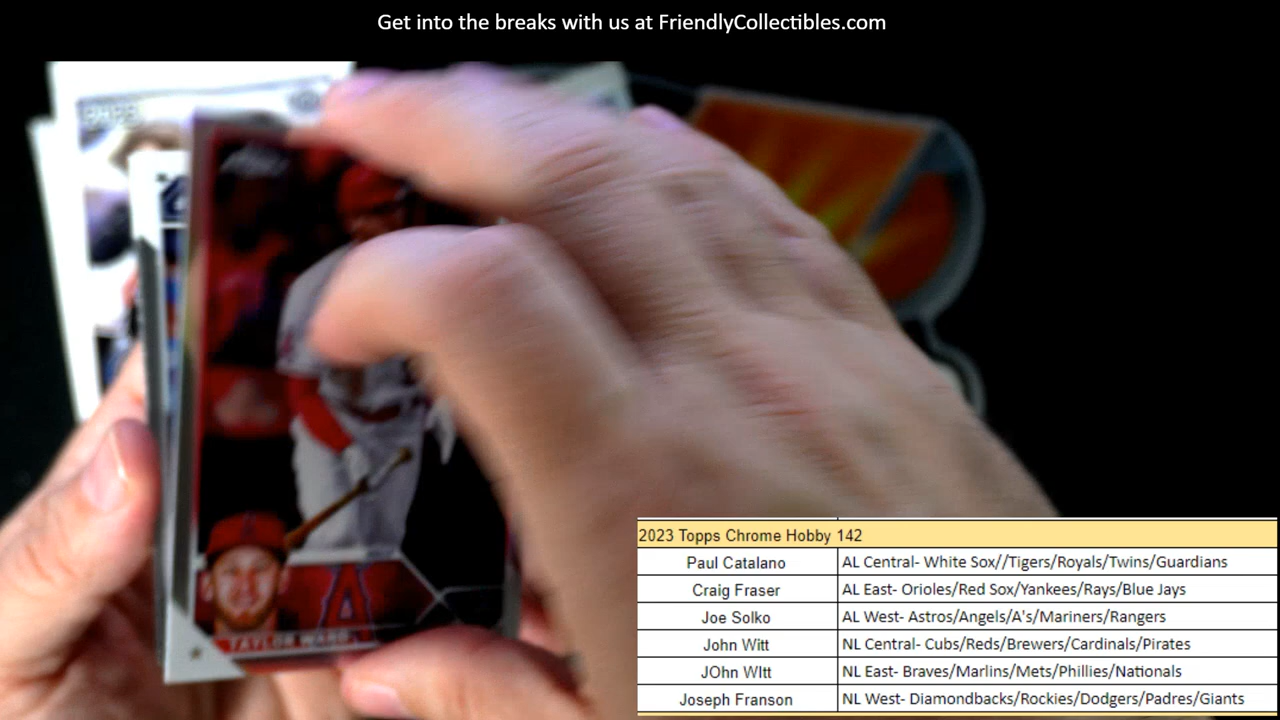 Get into the breaks with us at FriendlyCollectibles.com
TAYLOR WARD
2023 Topps Chrome Hobby 142
Paul Catalano AL Central- White Sox//Tigers/Royals/Twins/Guardians
Craig Fraser AL East- Orioles/Red Sox/Yankees/Rays/Blue Jays
Joe Solko AL West- Astros/Angels/A's/Mariners/Rangers
John Witt NL Central- Cubs/Reds/Brewers/Cardinals/Pirates
JOhn WItt NL East- Braves/Marlins/Mets/Phillies/Nationals
Joseph Franson NL West- Diamondbacks/Rockies/Dodgers/Padres/Giants